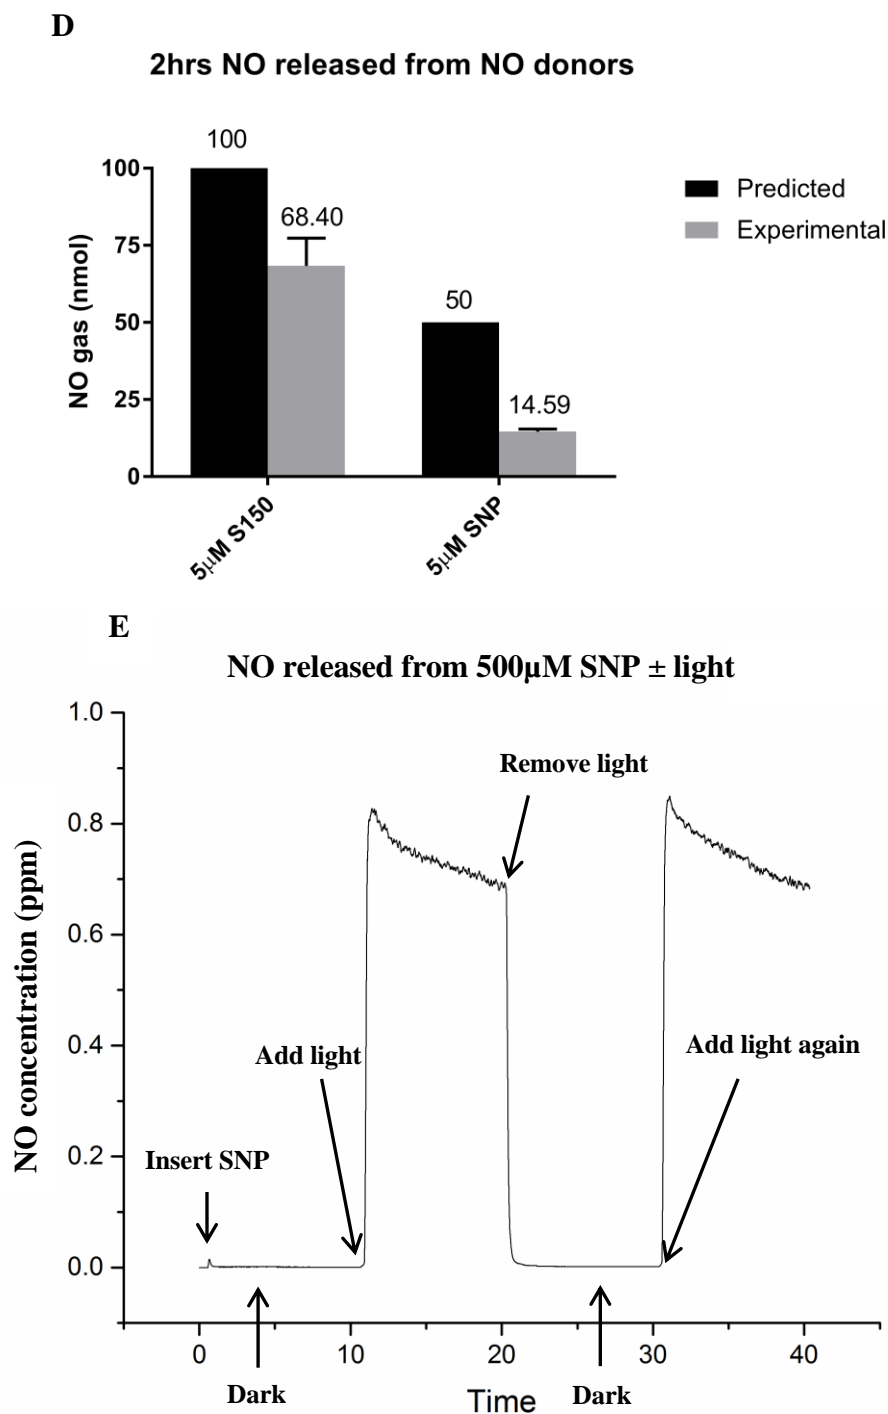 D
2hrs NO released from NO donors
100
68.40
50
14.59
100
75
50
25
0
NO gas (nmol)
5μM S150
5μM SNP
Predicted
Experimental
E
NO released from 500μM SNP ± light
1.0
0.8
0.6
0.4
0.2
0.0
NO concentration (ppm)
Remove light
Add light
Add light again
Insert SNP
0
10
20
30
40
Dark
Time
Dark